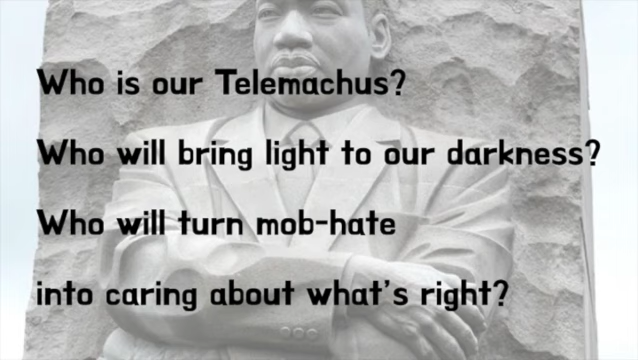 Who is our Telemachus?
Who will bring light to our darkness?
Who will turn mob-hate
into caring about what's right?